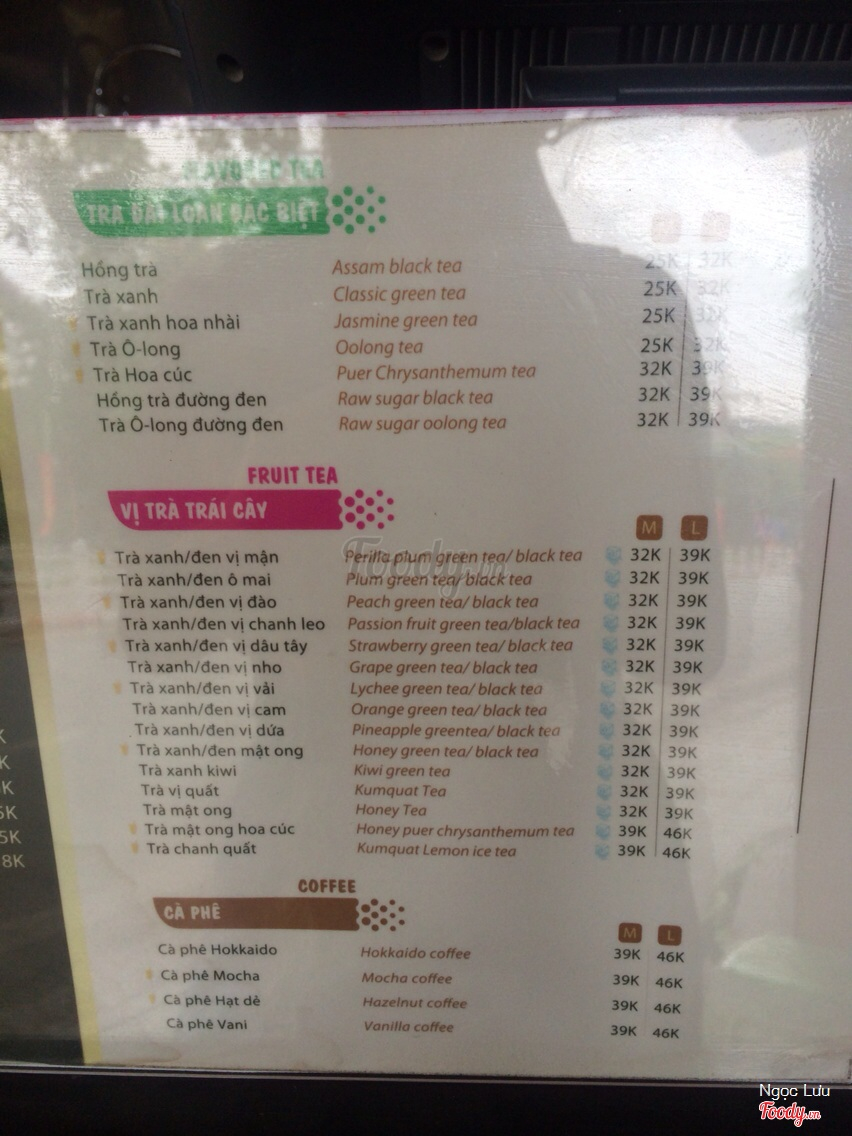 FLAVORED TEA
TRÀ ĐÀI LOAN ĐẶC BIỆT
Hồng trà Assam black tea 25K 32K
Trà xanh Classic green tea 25K 32K
Trà xanh hoa nhài Jasmine green tea 25K 32K
Trà Ô-long Oolong tea 25K 32K
Trà Hoa cúc Puer Chrysanthemum tea 32K 39K
Hồng trà đường đen Raw sugar black tea 32K 39K
Trà Ô-long đường đen Raw sugar oolong tea 32K 39K
FRUIT TEA
VỊ TRÀ TRÁI CÂY M L
Trà xanh/đen vị mận Perilla plum green tea/ black tea 32K 39K
Trà xanh/đen ô mai Plum green tea/ black tea 32K 39K
Trà xanh/đen vị đào Peach green tea/ black tea 32K 39K
Trà xanh/đen vị chanh leo Passion fruit green tea/black tea 32K 39K
Trà xanh/đen vị dâu tây Strawberry green tea/ black tea 32K 39K
Trà xanh/đen vị nho Grape green tea/ black tea 32K 39K
Trà xanh/đen vị vải Lychee green tea/ black tea 32K 39K
Trà xanh/đen vị cam Orange green tea/ black tea 32K 39K
Trà xanh/đen vị dứa Pineapple greentea/ black tea 32K 39K
Trà xanh/đen mật ong Honey green tea/ black tea 32K 39K
Trà xanh kiwi Kiwi green tea 32K 39K
Trà vị quất Kumquat Tea 32K 39K
Trà mật ong Honey Tea 32K 39K
Trà mật ong hoa cúc Honey puer chrysanthemum tea 39K 46K
Trà chanh quất Kumquat Lemon ice tea 39K 46K
COFFEE
CÀ PHÊ M L
Cà phê Hokkaido Hokkaido coffee 39K 46K
Cà phê Mocha Mocha coffee 39K 46K
Cà phê Hạt dẻ Hazelnut coffee 39K 46K
Cà phê Vani Vanilla coffee 39K 46K
K
K
K
5K
5K
8K
Foody.vn
Ngọc Lưu
Foody.vn